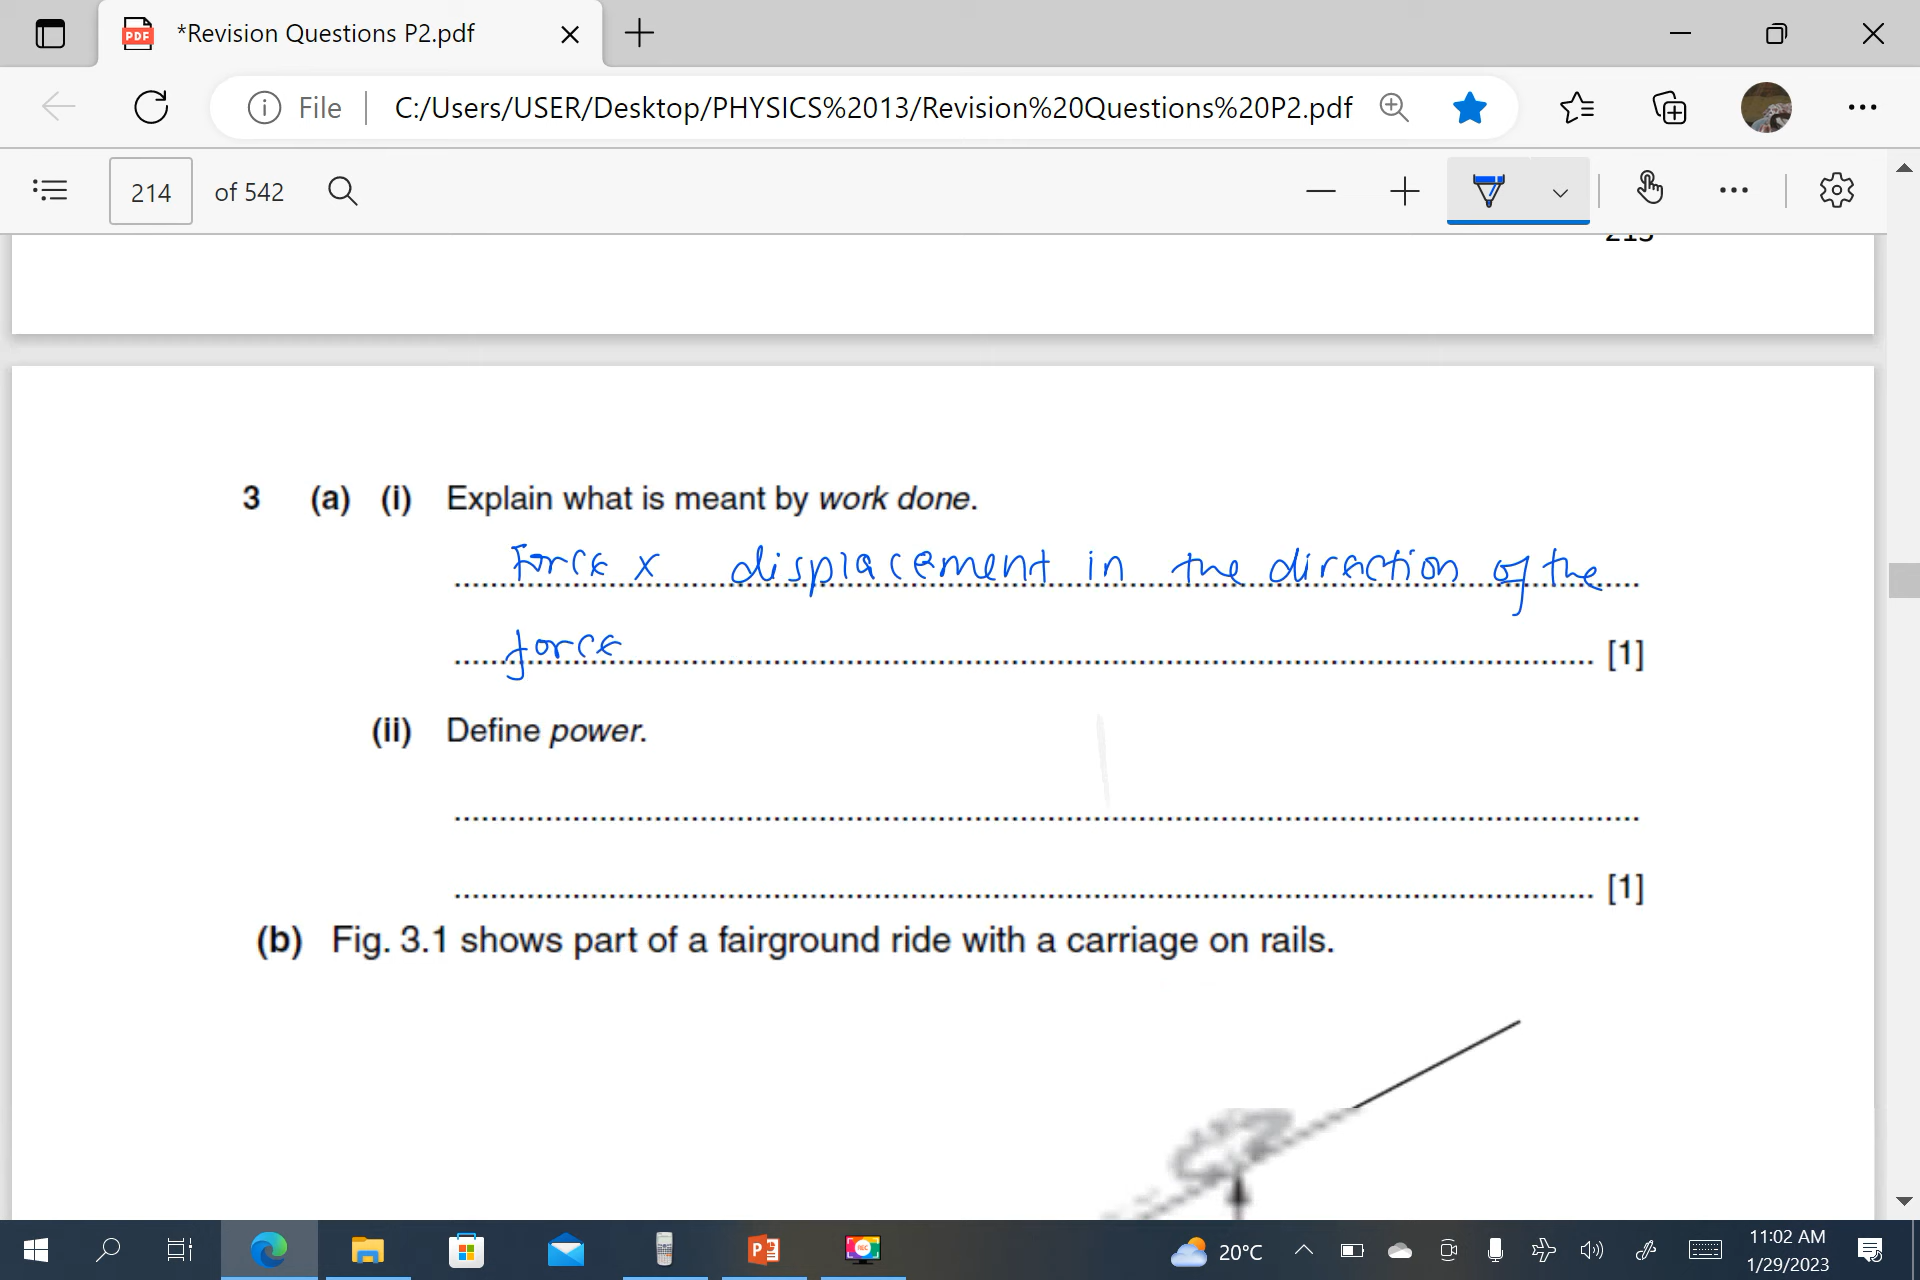 *Revision Questions P2.pdf
File C:/Users/USER/Desktop/PHYSICS%2013/Revision%20Questions%20P2.pdf
214 of 542
3 (a) (i) Explain what is meant by work done.
Force x displacement in the direction of the
force
[1]
(ii) Define power.
[1]
(b) Fig. 3.1 shows part of a fairground ride with a carriage on rails.
20°C
11:02 AM
1/29/2023